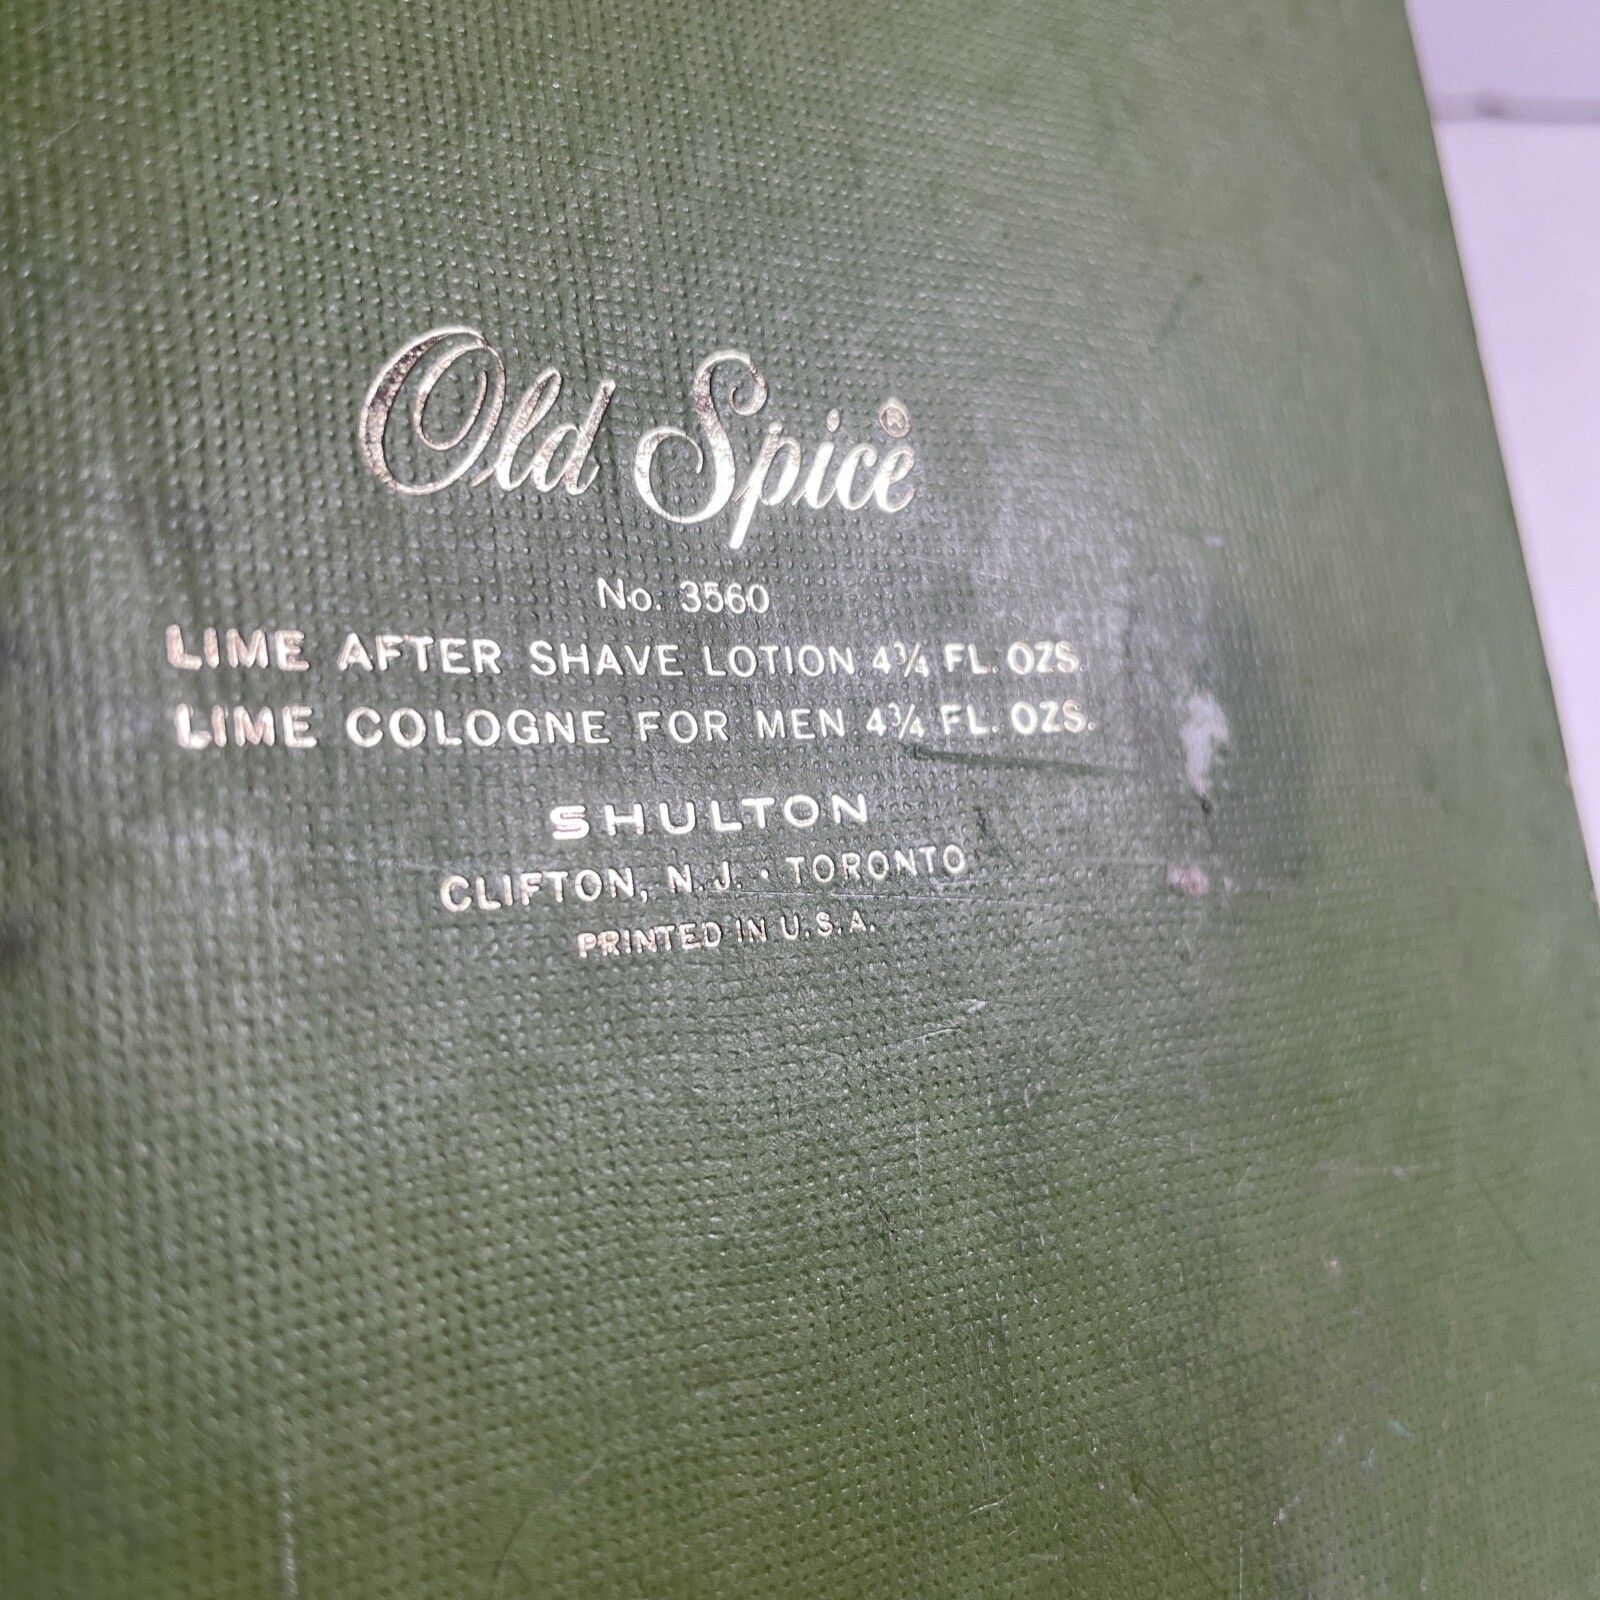 Old Spice®
No. 3560
LIME AFTER SHAVE LOTION 4¾ FL. OZS.
LIME COLOGNE FOR MEN 4¾ FL. OZS.
SHULTON
CLIFTON, N.J. • TORONTO
PRINTED IN U.S.A.